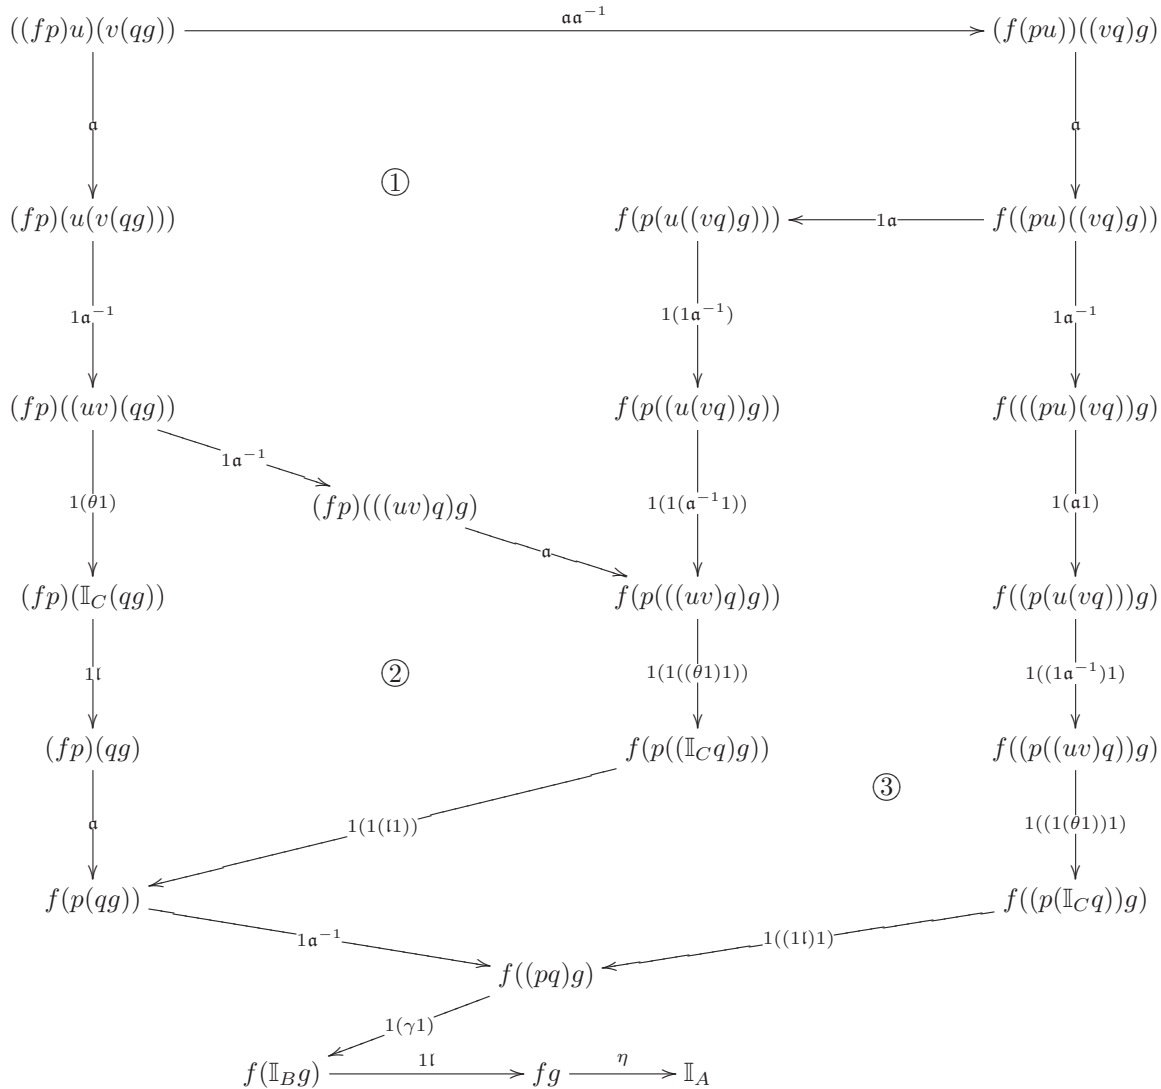 𝔞𝔞⁻¹
((fp)u)(v(qg)) (f(pu))((vq)g)
𝔞 𝔞
①
(fp)(u(v(qg))) f(p(u((vq)g))) 1𝔞 f((pu)((vq)g))
1𝔞⁻¹ 1(1𝔞⁻¹) 1𝔞⁻¹
(fp)((uv)(qg)) f(p((u(vq))g)) f(((pu)(vq))g)
1𝔞⁻¹
1(θ1) (fp)(((uv)q)g) 1(1(𝔞⁻¹1)) 1(𝔞1)
𝔞
(fp)(𝕀_C(qg)) f(p(((uv)q)g)) f((p(u(vq)))g)
1𝔩 ② 1(1((θ1)1)) 1((1𝔞⁻¹)1)
(fp)(qg) f(p((𝕀_Cq)g)) f((p((uv)q))g)
③
𝔞 1(1(𝔩1)) 1((1(θ1))1)
f(p(qg)) f((p(𝕀_Cq))g)
1𝔞⁻¹ 1((1𝔩)1)
f((pq)g)
1(γ1)
1𝔩 η
f(𝕀_Bg) fg 𝕀_A